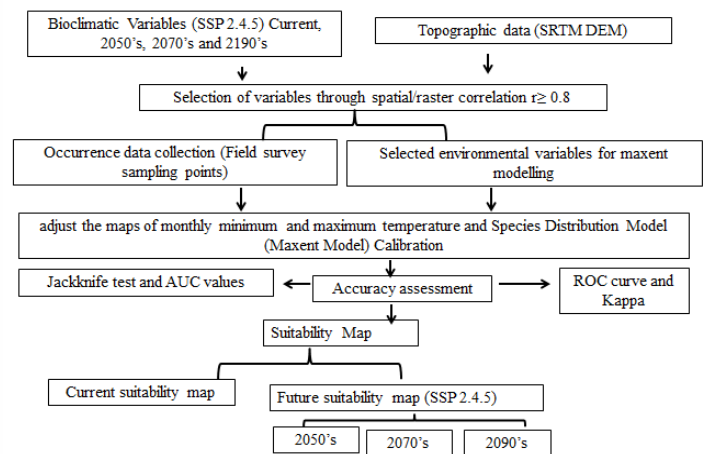 Bioclimatic Variables (SSP 2.4.5) Current,
2050's, 2070's and 2190's
Topographic data (SRTM DEM)
Selection of variables through spatial/raster correlation r≥ 0.8
Occurrence data collection (Field survey
sampling points)
Selected environmental variables for maxent
modelling
adjust the maps of monthly minimum and maximum temperature and Species Distribution Model
(Maxent Model) Calibration
Jackknife test and AUC values
Accuracy assessment
ROC curve and
Kappa
Suitability Map
Current suitability map
Future suitability map (SSP 2.4.5)
2050's
2070's
2090's